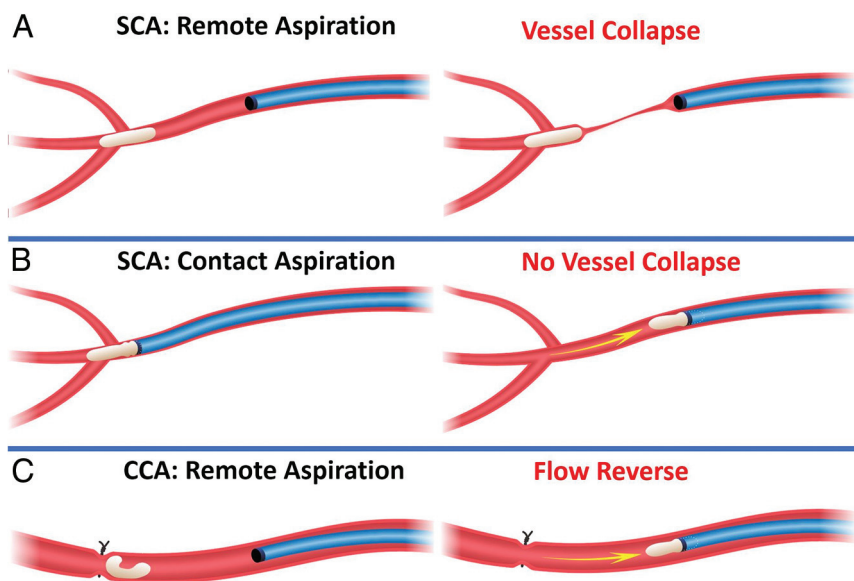 A
SCA: Remote Aspiration
Vessel Collapse
B
SCA: Contact Aspiration
No Vessel Collapse
C
CCA: Remote Aspiration
Flow Reverse